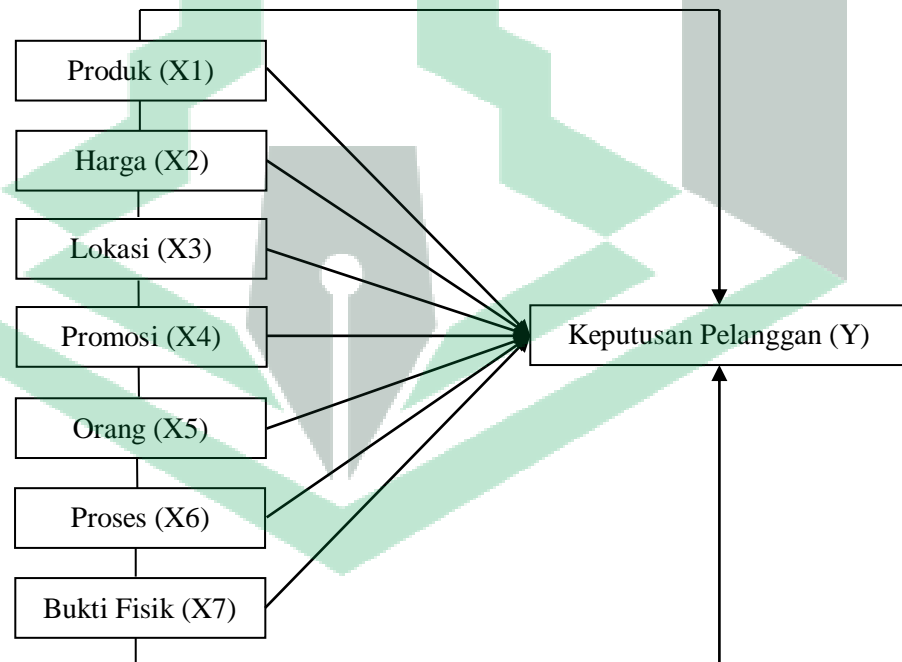 Produk (X1)
Harga (X2)
Lokasi (X3)
Promosi (X4)
Keputusan Pelanggan (Y)
Orang (X5)
Proses (X6)
Bukti Fisik (X7)